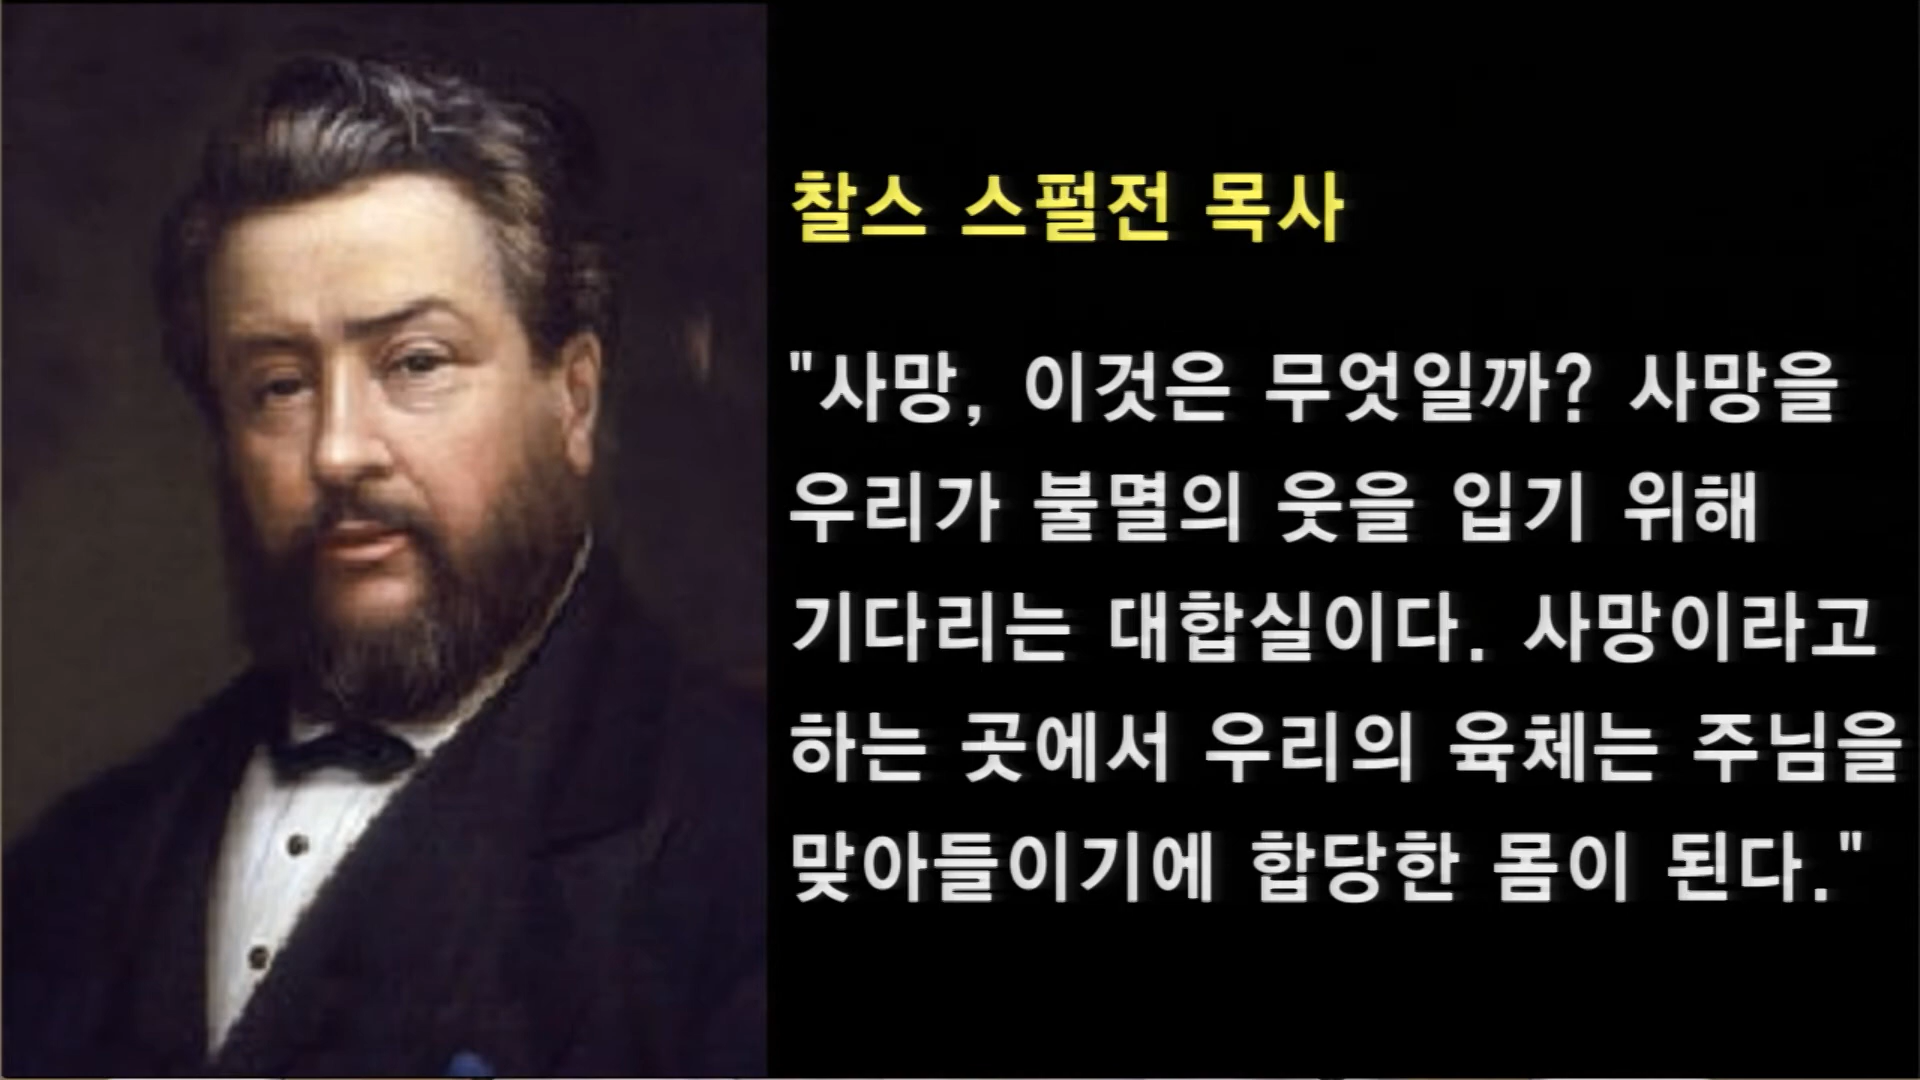 찰스 스펄전 목사
"사망, 이것은 무엇일까? 사망을
우리가 불멸의 옷을 입기 위해
기다리는 대합실이다. 사망이라고
하는 곳에서 우리의 육체는 주님을
맞아들이기에 합당한 몸이 된다."